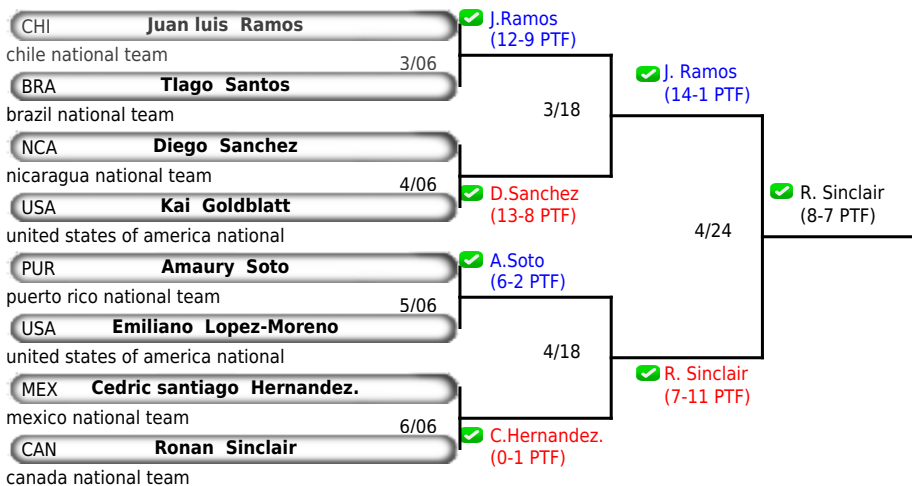 CHI Juan luis Ramos
chile national team
3/06
BRA TIago Santos
brazil national team
NCA Diego Sanchez
nicaragua national team
4/06
USA Kai Goldblatt
united states of america national
PUR Amaury Soto
puerto rico national team
5/06
USA Emiliano Lopez-Moreno
united states of america national
MEX Cedric santiago Hernandez.
mexico national team
6/06
CAN Ronan Sinclair
canada national team
J.Ramos
(12-9 PTF)
3/18
D.Sanchez
(13-8 PTF)
A.Soto
(6-2 PTF)
4/18
C.Hernandez.
(0-1 PTF)
J. Ramos
(14-1 PTF)
4/24
R. Sinclair
(7-11 PTF)
R. Sinclair
(8-7 PTF)